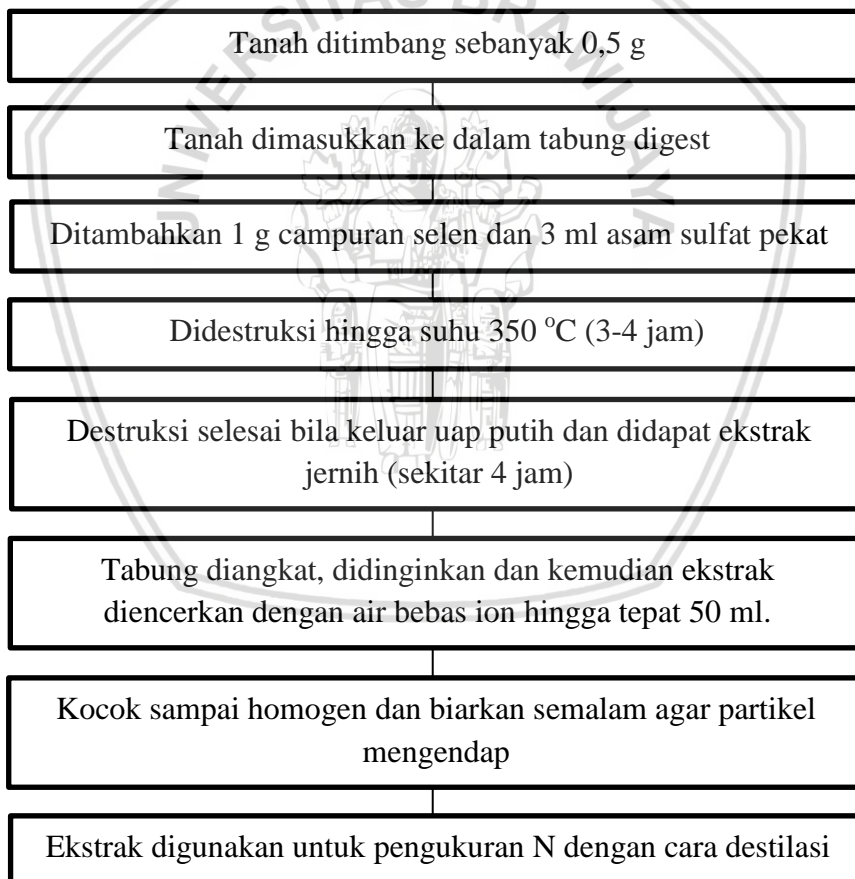 UNIVERSITAS BRAWIJAYA
Tanah ditimbang sebanyak 0,5 g
Tanah dimasukkan ke dalam tabung digest
Ditambahkan 1 g campuran selen dan 3 ml asam sulfat pekat
Didestruksi hingga suhu 350 °C (3-4 jam)
Destruksi selesai bila keluar uap putih dan didapat ekstrak
jernih (sekitar 4 jam)
Tabung diangkat, didinginkan dan kemudian ekstrak
diencerkan dengan air bebas ion hingga tepat 50 ml.
Kocok sampai homogen dan biarkan semalam agar partikel
mengendap
Ekstrak digunakan untuk pengukuran N dengan cara destilasi